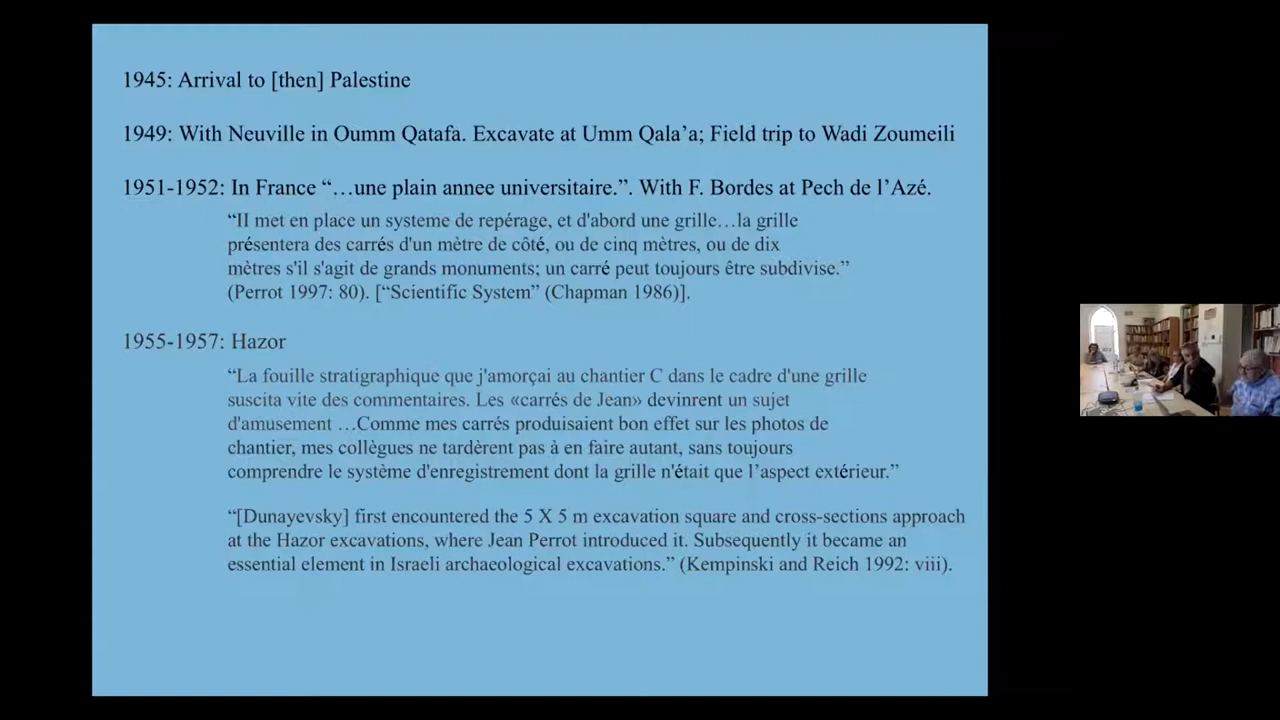 1945: Arrival to [then] Palestine
1949: With Neuville in Oumm Qatafa. Excavate at Umm Qala’a; Field trip to Wadi Zoumeili
1951-1952: In France “…une plain annee universitaire.”. With F. Bordes at Pech de l’Azé.
“Il met en place un systeme de repérage, et d'abord une grille…la grille
présentera des carrés d'un mètre de côté, ou de cinq mètres, ou de dix
mètres s'il s'agit de grands monuments; un carré peut toujours être subdivise.”
(Perrot 1997: 80). [“Scientific System” (Chapman 1986)].
1955-1957: Hazor
“La fouille stratigraphique que j'amorçai au chantier C dans le cadre d'une grille
suscita vite des commentaires. Les «carrés de Jean» devinrent un sujet
d'amusement …Comme mes carrés produisaient bon effet sur les photos de
chantier, mes collègues ne tardèrent pas à en faire autant, sans toujours
comprendre le système d'enregistrement dont la grille n'était que l’aspect extérieur.”
“[Dunayevsky] first encountered the 5 X 5 m excavation square and cross-sections approach
at the Hazor excavations, where Jean Perrot introduced it. Subsequently it became an
essential element in Israeli archaeological excavations.” (Kempinski and Reich 1992: viii).